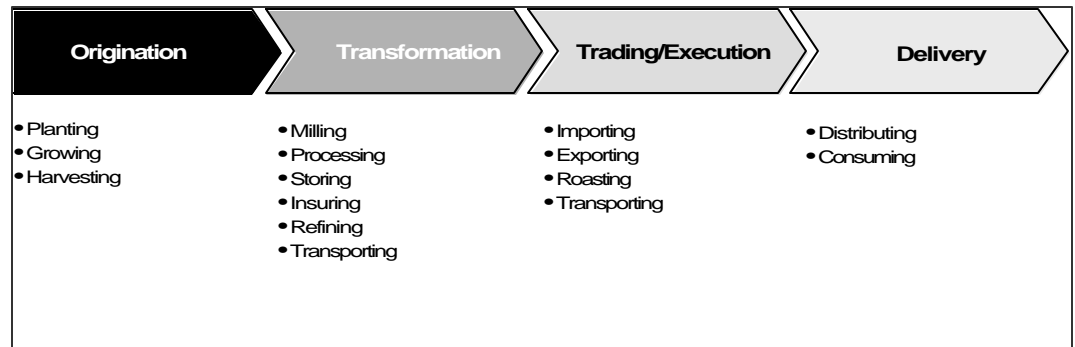 Origination
Transformation
Trading/Execution
Delivery
• Planting
• Growing
• Harvesting
• Milling
• Processing
• Storing
• Insuring
• Refining
• Transporting
• Importing
• Exporting
• Roasting
• Transporting
• Distributing
• Consuming